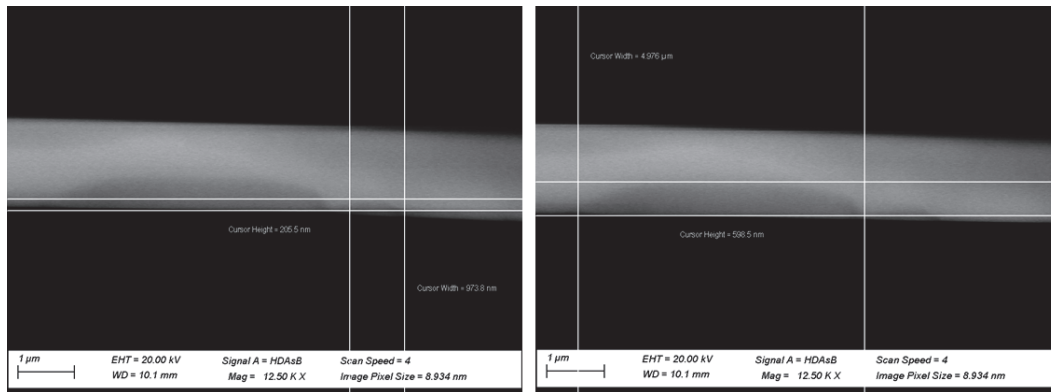 Cursor Height = 205.5 nm
Cursor Width = 973.8 nm
1 µm
EHT = 20.00 kV
Signal A = HDAsB
Scan Speed = 4
WD = 10.1 mm
Mag = 12.50 K X
Image Pixel Size = 8.934 nm
Cursor Width = 4.976 µm
Cursor Height = 598.5 nm
1 µm
EHT = 20.00 kV
Signal A = HDAsB
Scan Speed = 4
WD = 10.1 mm
Mag = 12.50 K X
Image Pixel Size = 8.934 nm